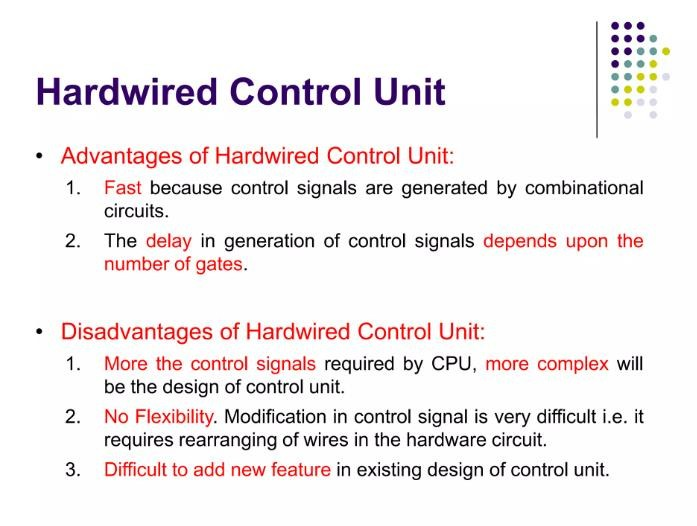 Hardwired Control Unit
• Advantages of Hardwired Control Unit:
1. Fast because control signals are generated by combinational
circuits.
2. The delay in generation of control signals depends upon the
number of gates.
• Disadvantages of Hardwired Control Unit:
1. More the control signals required by CPU, more complex will
be the design of control unit.
2. No Flexibility. Modification in control signal is very difficult i.e. it
requires rearranging of wires in the hardware circuit.
3. Difficult to add new feature in existing design of control unit.